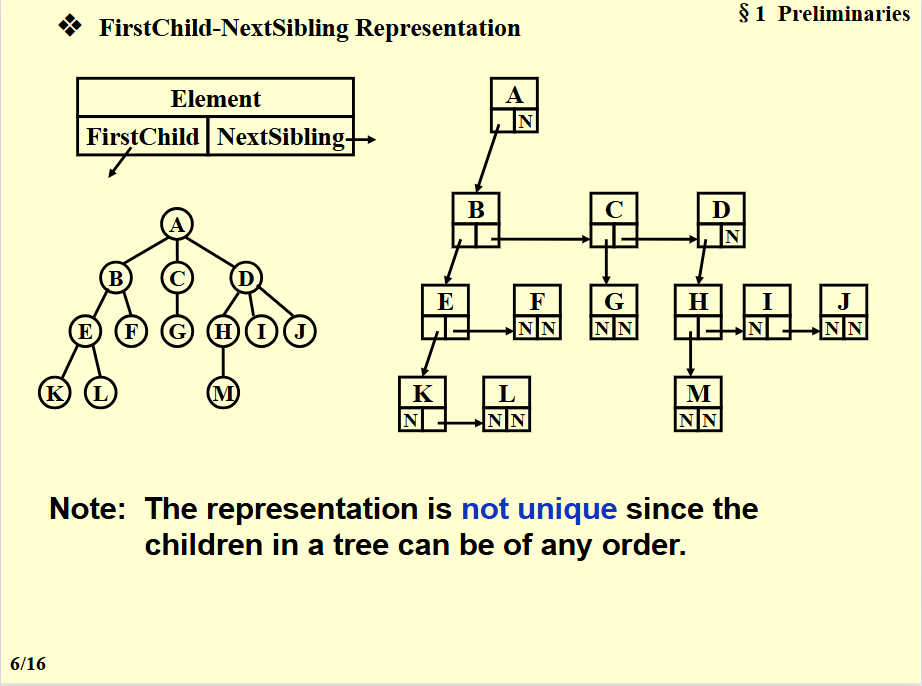 §1 Preliminaries
❖ FirstChild-NextSibling Representation
Element
FirstChild NextSibling
A
B C D
E F G H I J
K L M
A
N
B C D
N
E F G H I J
N N N N N N N
K L M
N N N N N
Note: The representation is not unique since the
children in a tree can be of any order.
6/16